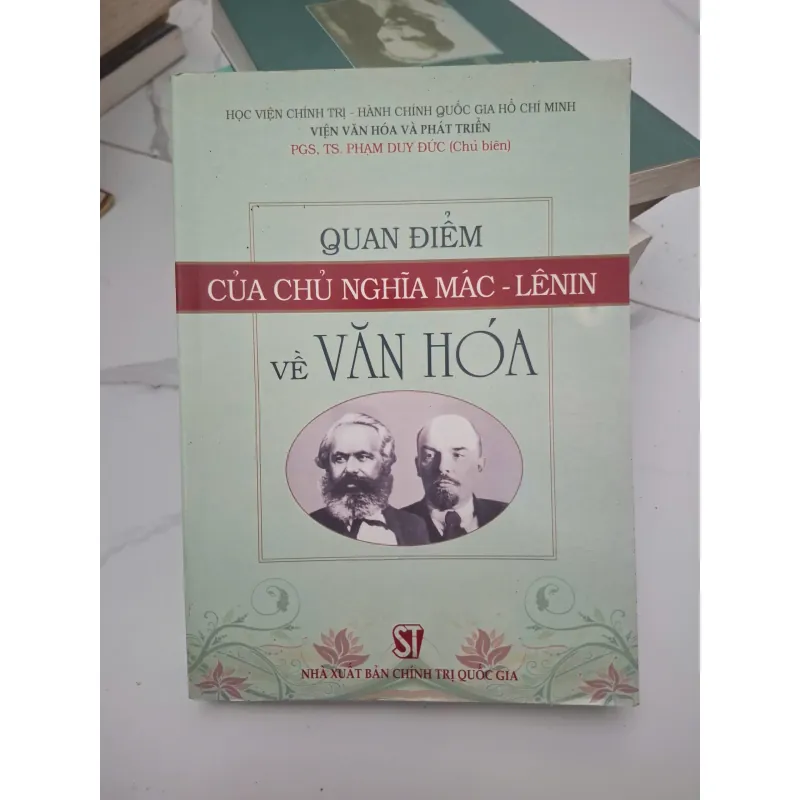 HỌC VIỆN CHÍNH TRỊ - HÀNH CHÍNH QUỐC GIA HỒ CHÍ MINH
VIỆN VĂN HÓA VÀ PHÁT TRIỂN
PGS, TS. PHẠM DUY ĐỨC (Chủ biên)
QUAN ĐIỂM
CỦA CHỦ NGHĨA MÁC - LÊNIN
VỀ VĂN HÓA
ST
NHÀ XUẤT BẢN CHÍNH TRỊ QUỐC GIA